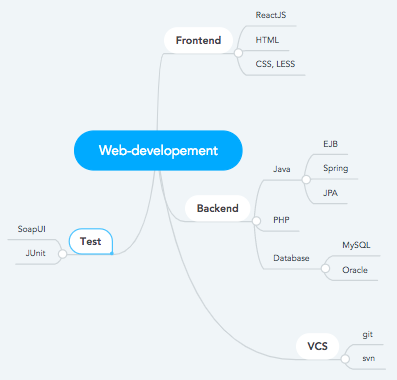 ReactJS
Frontend
HTML
CSS, LESS
Web-developement
EJB
Java
Spring
JPA
Backend
PHP
SoapUI
Test
JUnit
MySQL
Database
Oracle
git
VCS
svn